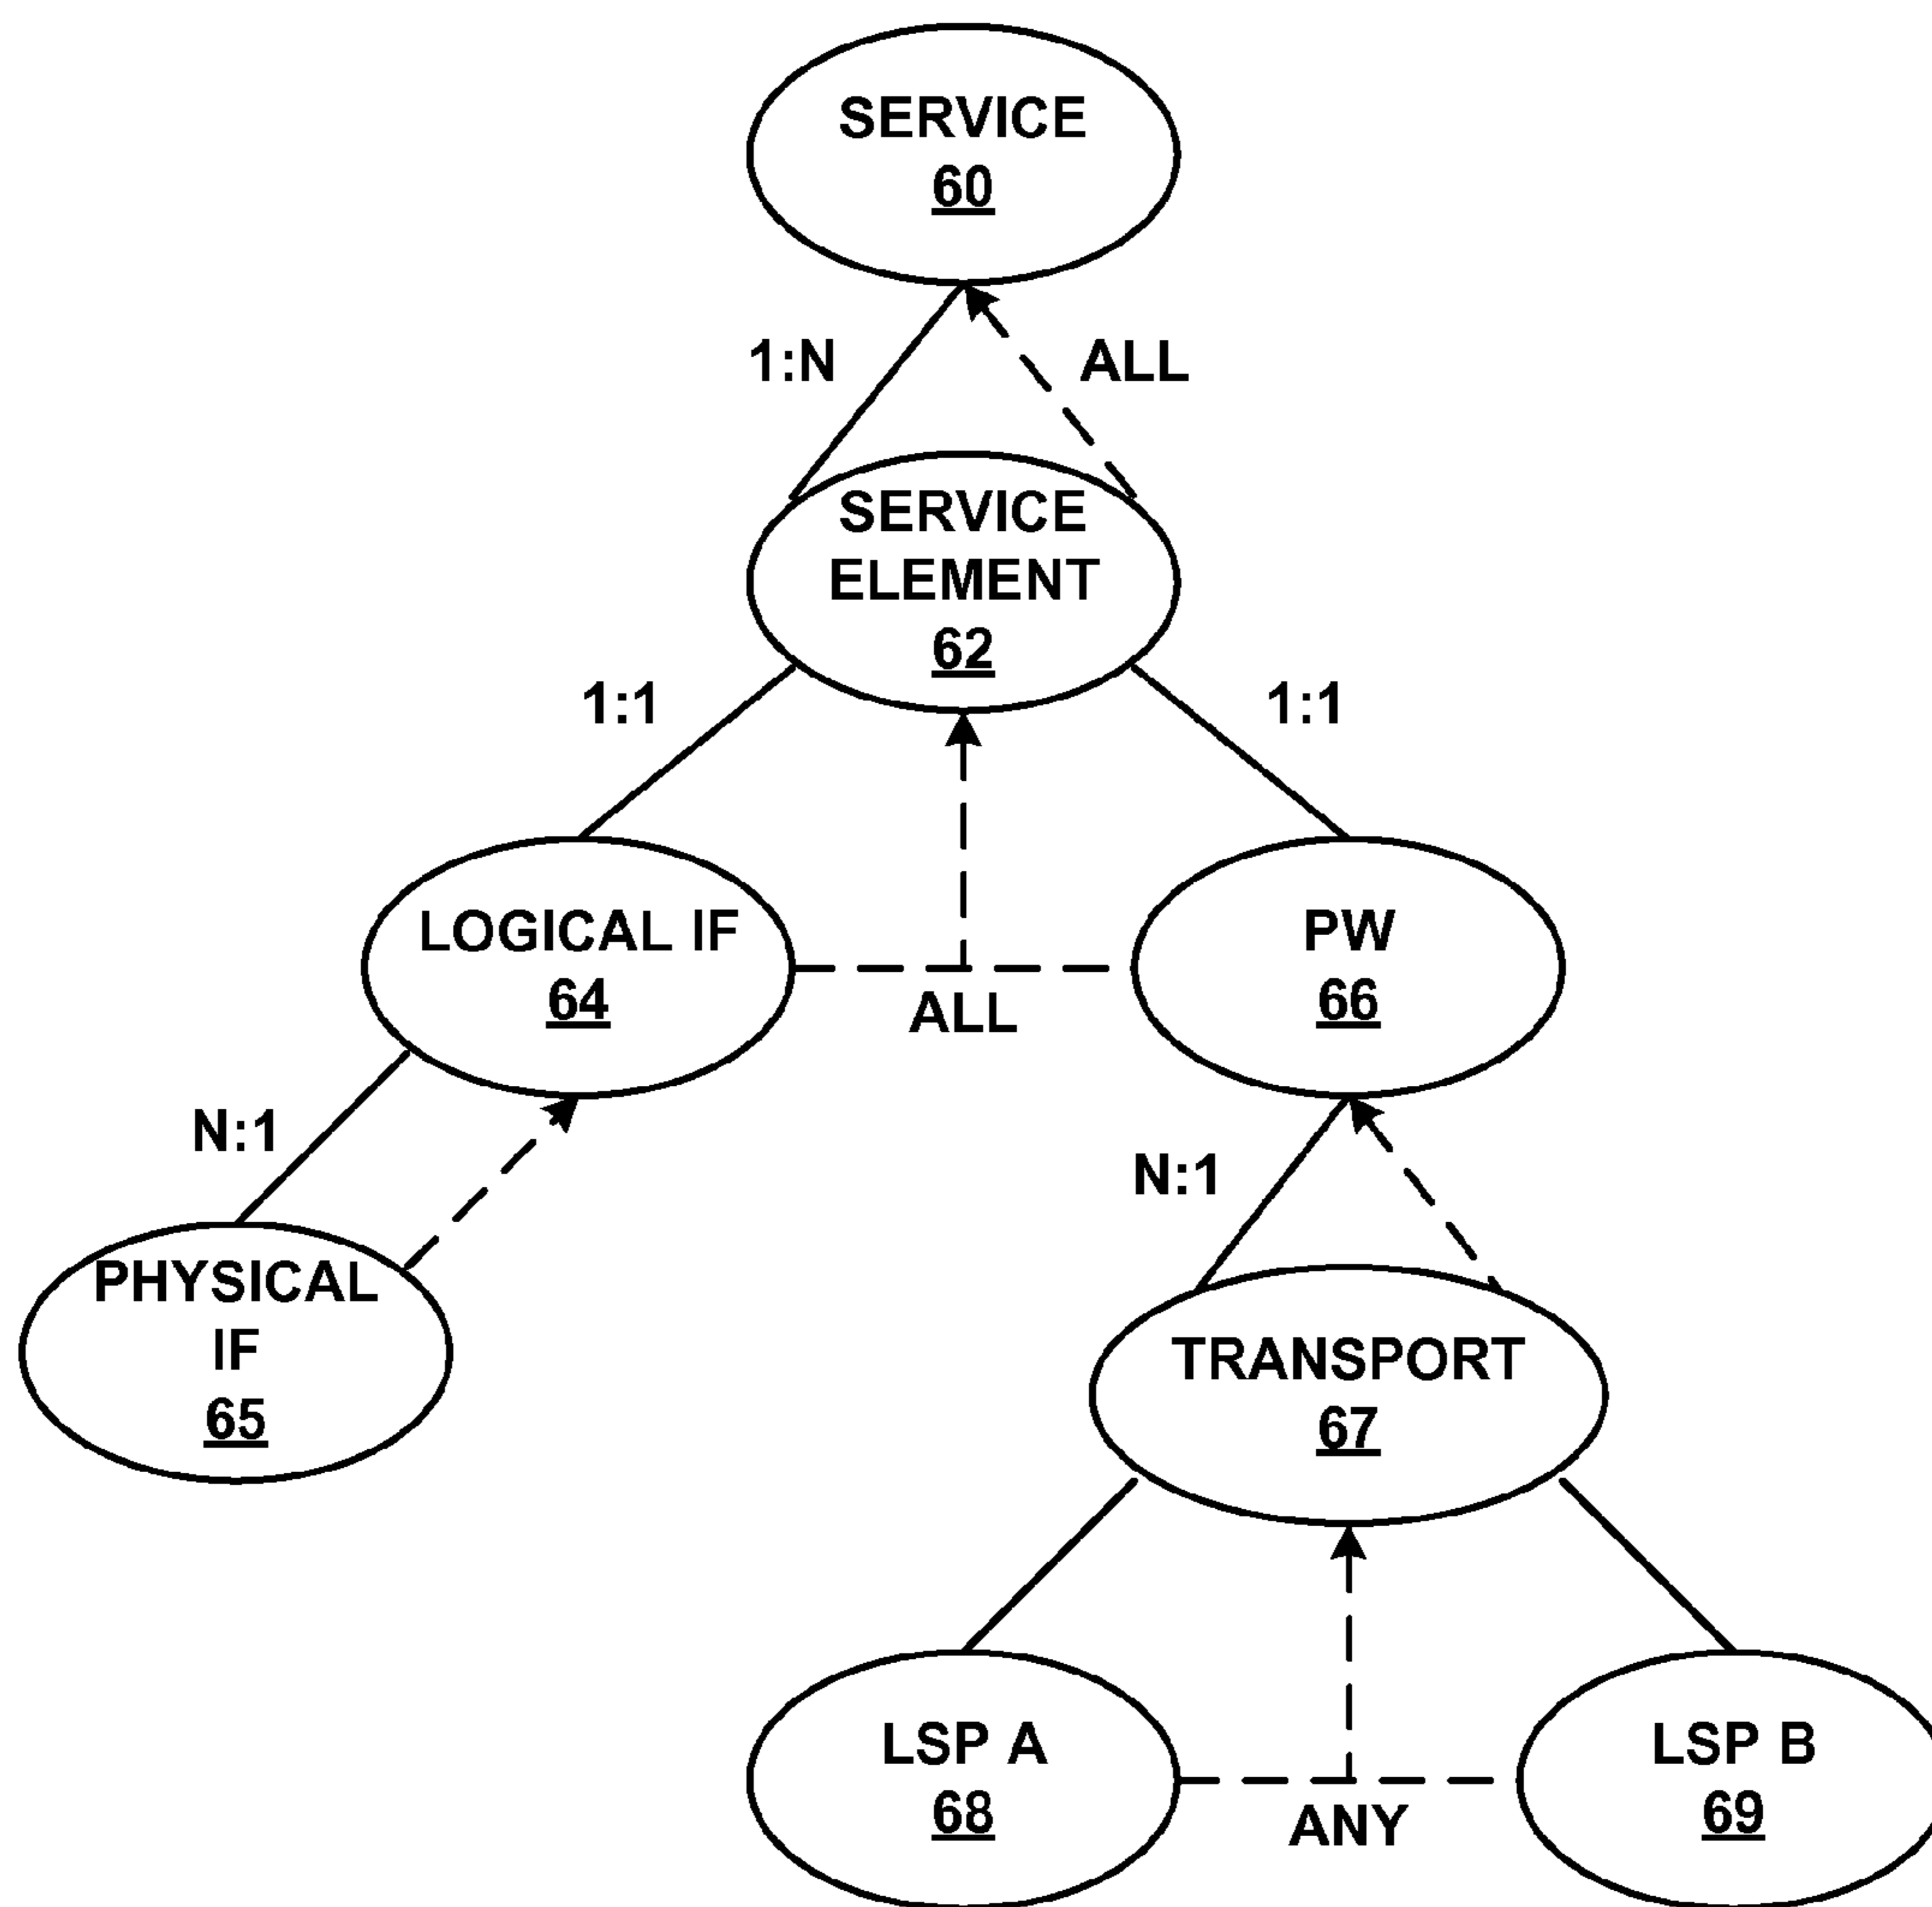 SERVICE
60
1:N
ALL
SERVICE
ELEMENT
62
1:1
1:1
LOGICAL IF
64
ALL
PW
66
N:1
N:1
PHYSICAL
IF
65
TRANSPORT
67
LSP A
68
ANY
LSP B
69